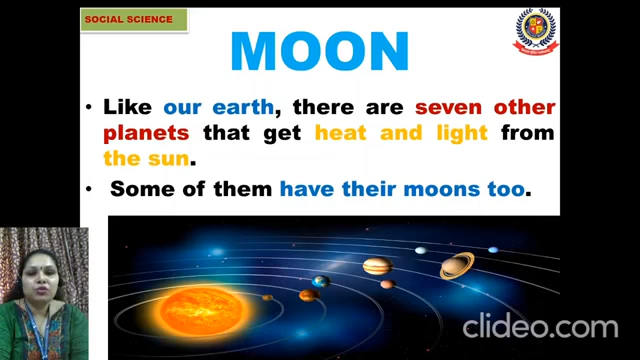 SOCIAL SCIENCE
MOON
• Like our earth, there are seven other
planets that get heat and light from
the sun.
• Some of them have their moons too.
clideo.com